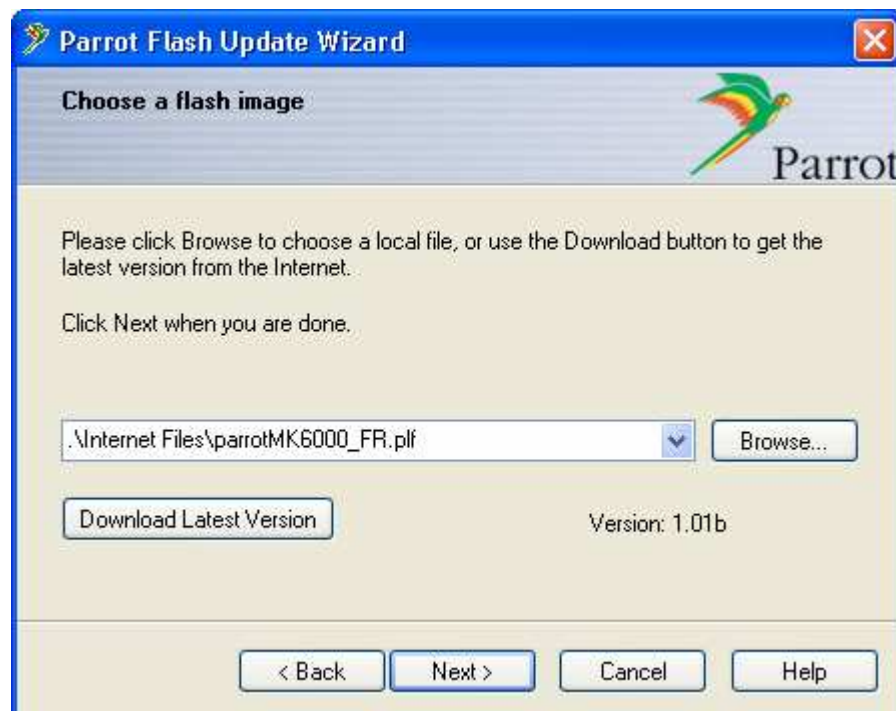 Parrot Flash Update Wizard
Choose a flash image
Parrot
Please click Browse to choose a local file, or use the Download button to get the
latest version from the Internet.
Click Next when you are done.
.\Internet Files\parrotMK6000_FR.plf
Browse...
Download Latest Version
Version: 1.01b
< Back
Next >
Cancel
Help